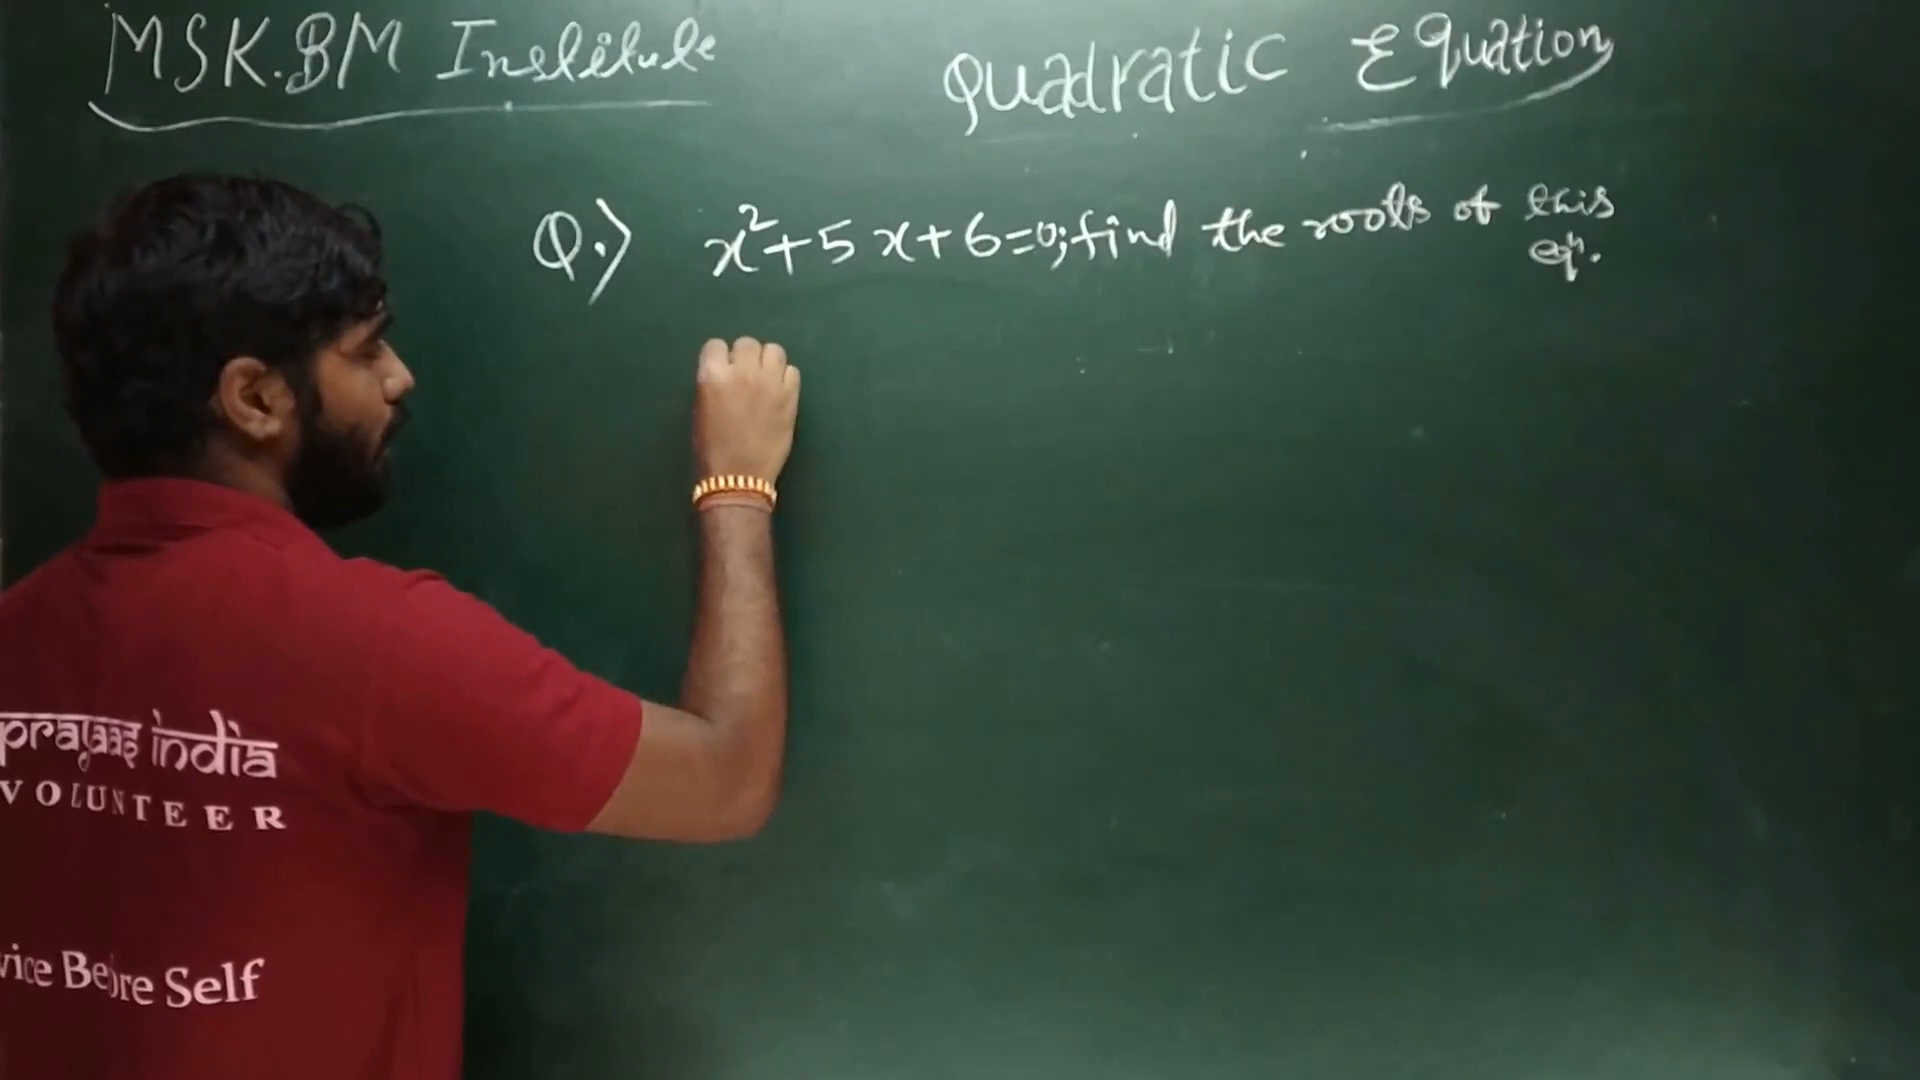 MSK.BM Institute
Quadratic Equation
Q.) x²+5x+6=0; find the roots of this
eqⁿ.
prayaas india
VOLUNTEER
vice Before Self